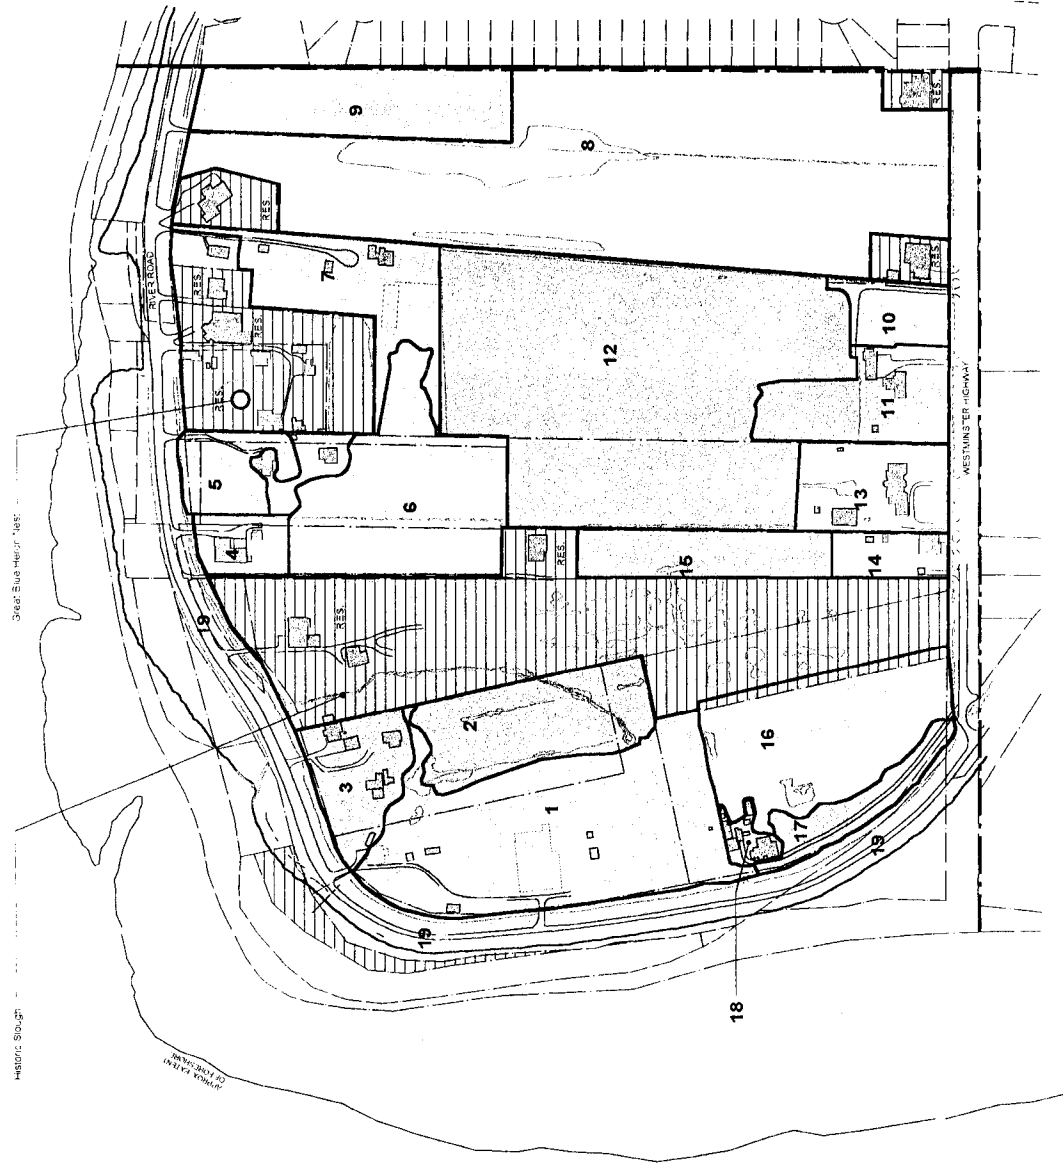 Great Blue Heron Nest
Historic Slough
RIVER ROAD
WESTMINSTER HIGHWAY
APPROX EXTENT
OF FORESHORE
RES.
RES.
RES.
RES.
RES.
RES.
RES.
RES.
1
2
3
4
5
6
7
8
9
10
11
12
13
14
15
16
17
18
19
19
19